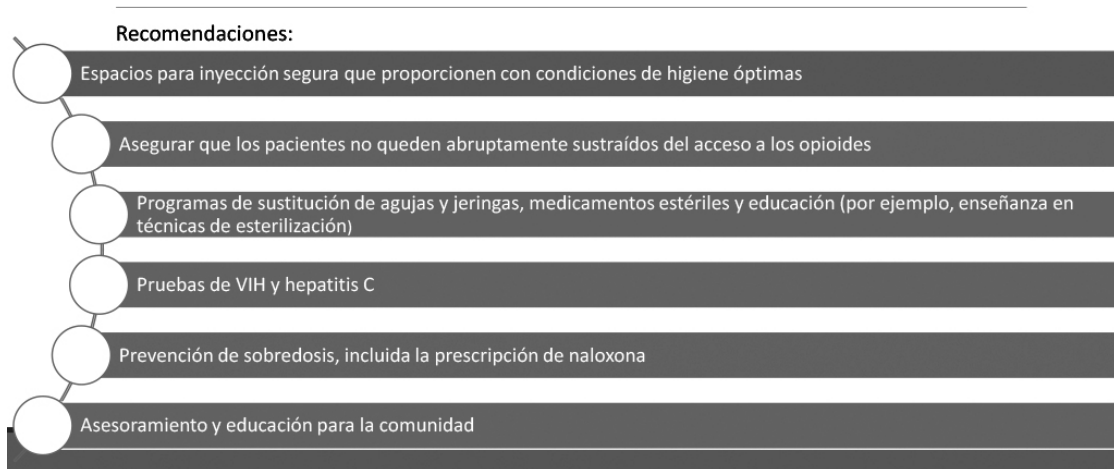 Recomendaciones:
Espacios para inyección segura que proporcionen con condiciones de higiene óptimas
Asegurar que los pacientes no queden abruptamente sustraídos del acceso a los opioides
Programas de sustitución de agujas y jeringas, medicamentos estériles y educación (por ejemplo, enseñanza en
técnicas de esterilización)
Pruebas de VIH y hepatitis C
Prevención de sobredosis, incluida la prescripción de naloxona
Asesoramiento y educación para la comunidad